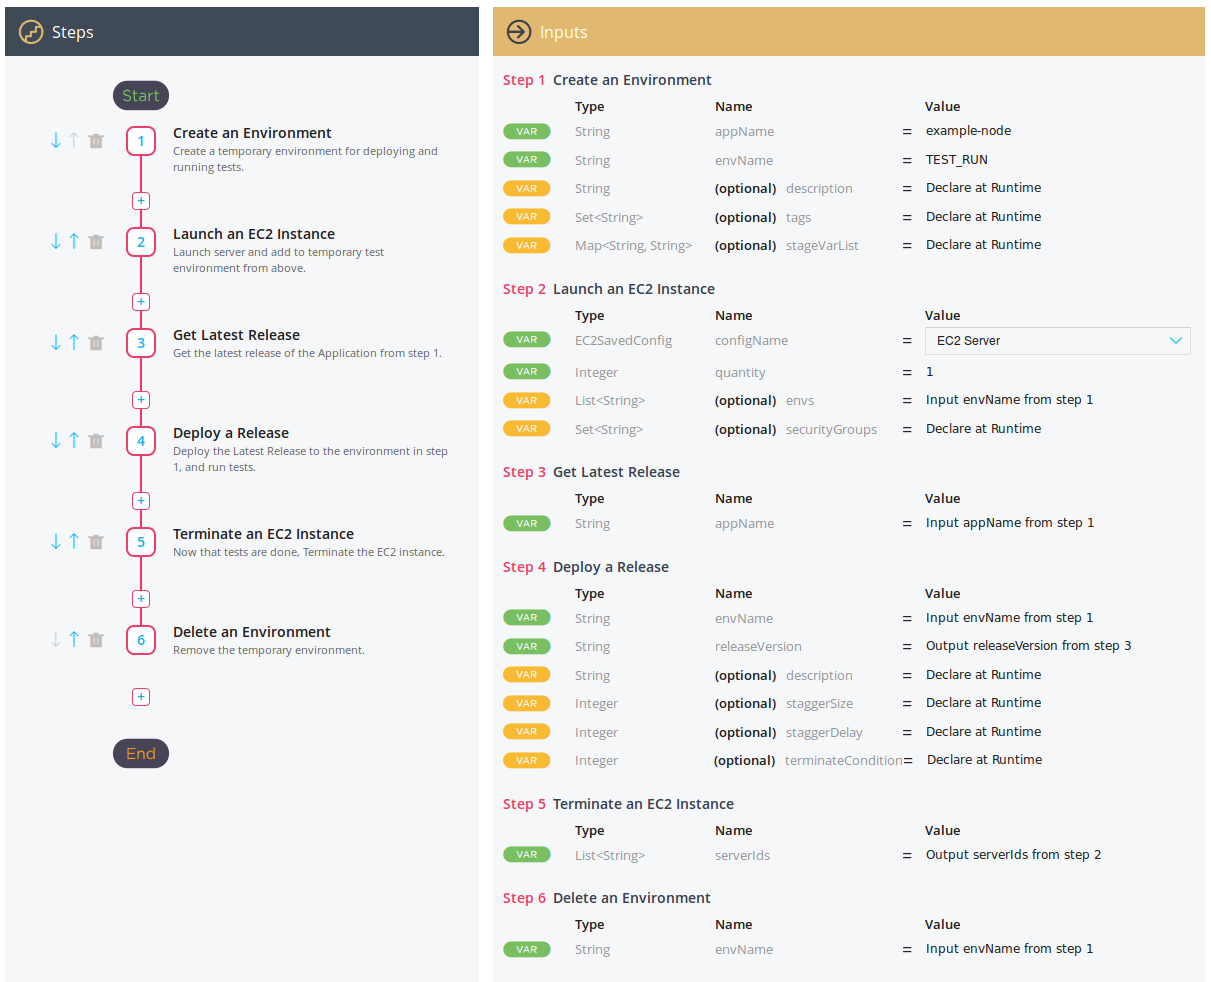 Steps
Start
1
Create an Environment
Create a temporary environment for deploying and
running tests.
+
2
Launch an EC2 Instance
Launch server and add to temporary test
environment from above.
+
3
Get Latest Release
Get the latest release of the Application from step 1.
+
4
Deploy a Release
Deploy the Latest Release to the environment in step
1, and run tests.
+
5
Terminate an EC2 Instance
Now that tests are done, Terminate the EC2 instance.
+
6
Delete an Environment
Remove the temporary environment.
+
End
Inputs
Step 1 Create an Environment
Type Name Value
VAR String appName = example-node
VAR String envName = TEST_RUN
VAR String (optional) description = Declare at Runtime
VAR Set<String> (optional) tags = Declare at Runtime
VAR Map<String, String> (optional) stageVarList = Declare at Runtime
Step 2 Launch an EC2 Instance
Type Name Value
VAR EC2SavedConfig configName = EC2 Server
VAR Integer quantity = 1
VAR List<String> (optional) envs = Input envName from step 1
VAR Set<String> (optional) securityGroups = Declare at Runtime
Step 3 Get Latest Release
Type Name Value
VAR String appName = Input appName from step 1
Step 4 Deploy a Release
Type Name Value
VAR String envName = Input envName from step 1
VAR String releaseVersion = Output releaseVersion from step 3
VAR String (optional) description = Declare at Runtime
VAR Integer (optional) staggerSize = Declare at Runtime
VAR Integer (optional) staggerDelay = Declare at Runtime
VAR Integer (optional) terminateCondition = Declare at Runtime
Step 5 Terminate an EC2 Instance
Type Name Value
VAR List<String> serverIds = Output serverIds from step 2
Step 6 Delete an Environment
Type Name Value
VAR String envName = Input envName from step 1